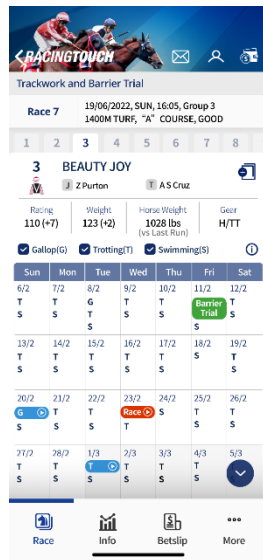 RACINGTOUCH
Trackwork and Barrier Trial
Race 7
19/06/2022, SUN, 16:05, Group 3
1400M TURF, "A" COURSE, GOOD
1 2 3 4 5 6 7 8
3 BEAUTY JOY
J Z Purton T A S Cruz
Rating Weight Horse Weight Gear
110 (+7) 123 (+2) 1028 lbs H/TT
(vs Last Run)
Gallop(G) Trotting(T) Swimming(S)
Sun Mon Tue Wed Thu Fri Sat
6/2 7/2 8/2 9/2 10/2 11/2 12/2
T T G T T Barrier Trial T
S S T S S S
S S
13/2 14/2 15/2 16/2 17/2 18/2 19/2
T T T T T S T
S S S S S S
20/2 21/2 22/2 23/2 24/2 25/2 26/2
G T T Race S T T
S S S T S S
27/2 28/2 1/3 2/3 3/3 4/3 5/3
T T T T T T S
S S S S S S
Race Info Betslip More